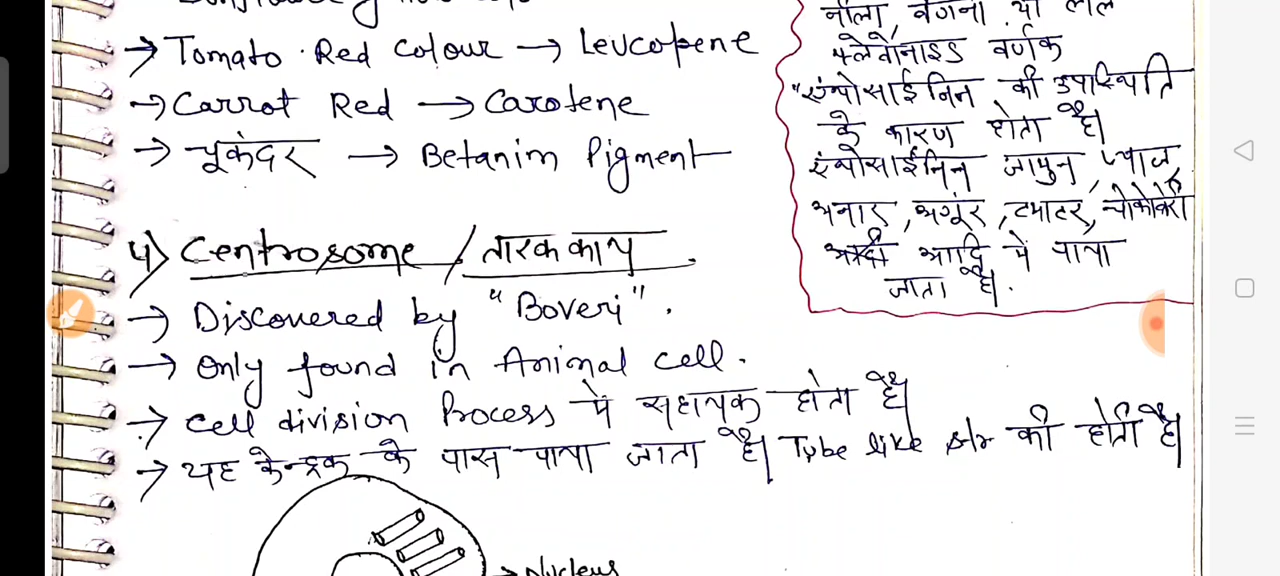 → Tomato Red Colour → Leucopene
→ Carrot Red → Carotene
→ चूकंदर → Betanim Pigment
4) Centrosome / तारककाय
→ Discovered by "Boveri".
→ Only found in Animal cell.
→ Cell division Process में सहायक होता है।
→ यह केन्द्रक के पास पाया जाता है। Tube like str की होती है।
→ Nucleus
नीला, बैंगनी या लाल
फ्लेवोनाइड वर्णक
"एंथोसाईनिन की उपस्थिति
के कारण होता है।
एंथोसाईनिन जामुन, प्याज,
अनार, अंगूर, टमाटर, चोकोबेरी
आदि में पाया
जाता है।